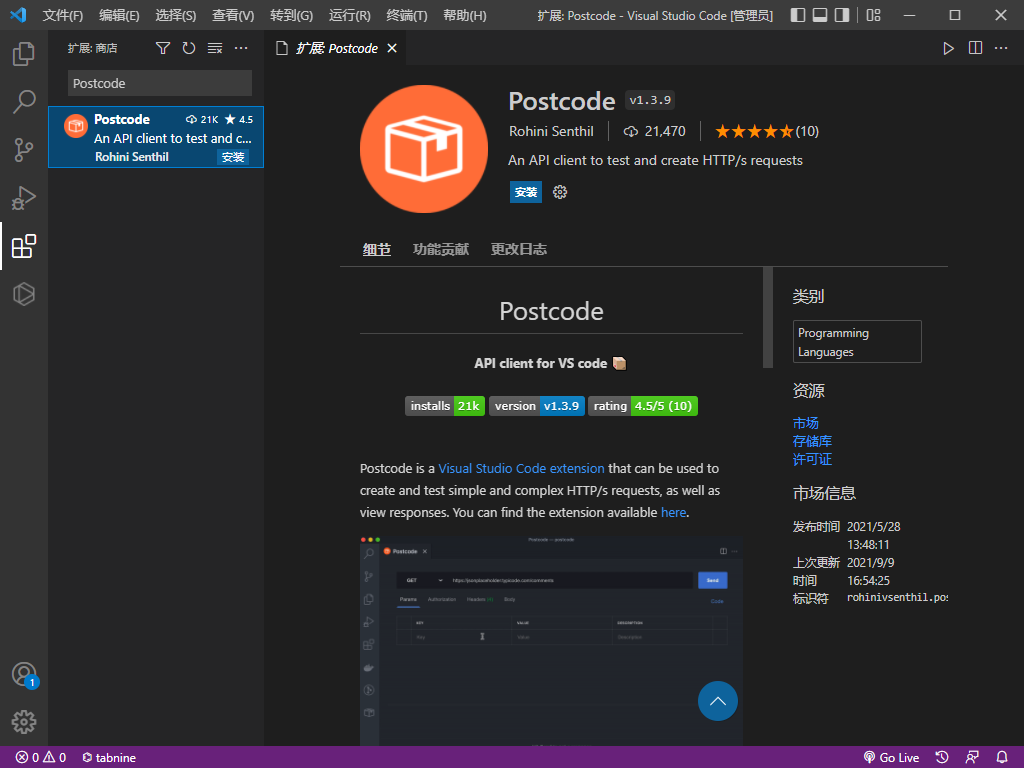 文件(F) 编辑(E) 选择(S) 查看(V) 转到(G) 运行(R) 终端(T) 帮助(H) 扩展: Postcode - Visual Studio Code [管理员]
扩展: 商店
扩展: Postcode
Postcode
Postcode 21K 4.5
An API client to test and c...
Rohini Senthil 安装
Postcode v1.3.9
Rohini Senthil 21,470 (10)
An API client to test and create HTTP/s requests
安装
细节 功能贡献 更改日志
Postcode
API client for VS code
installs 21k version v1.3.9 rating 4.5/5 (10)
Postcode is a Visual Studio Code extension that can be used to
create and test simple and complex HTTP/s requests, as well as
view responses. You can find the extension available here.
Postcode — postcode
Postcode
GET https://jsonplaceholder.typicode.com/comments Send
Params Authorization Headers Body Code
KEY VALUE DESCRIPTION
Key Value Description
类别
Programming
Languages
资源
市场
存储库
许可证
市场信息
发布时间 2021/5/28
13:48:11
上次更新 2021/9/9
时间 16:54:25
标识符 rohinivsenthil.pos
1
0 0 tabnine Go Live